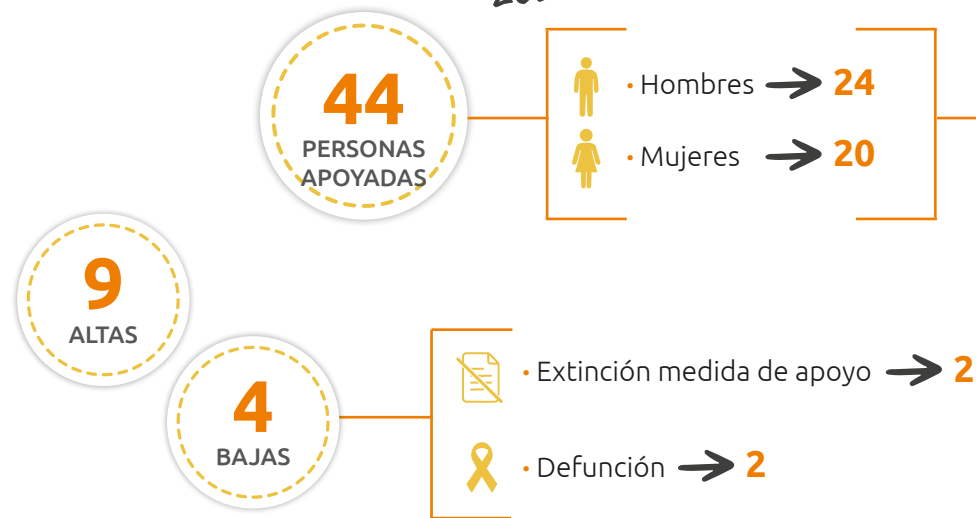 44
PERSONAS
APOYADAS
· Hombres → 24
· Mujeres → 20
9
ALTAS
4
BAJAS
· Extinción medida de apoyo → 2
· Defunción → 2